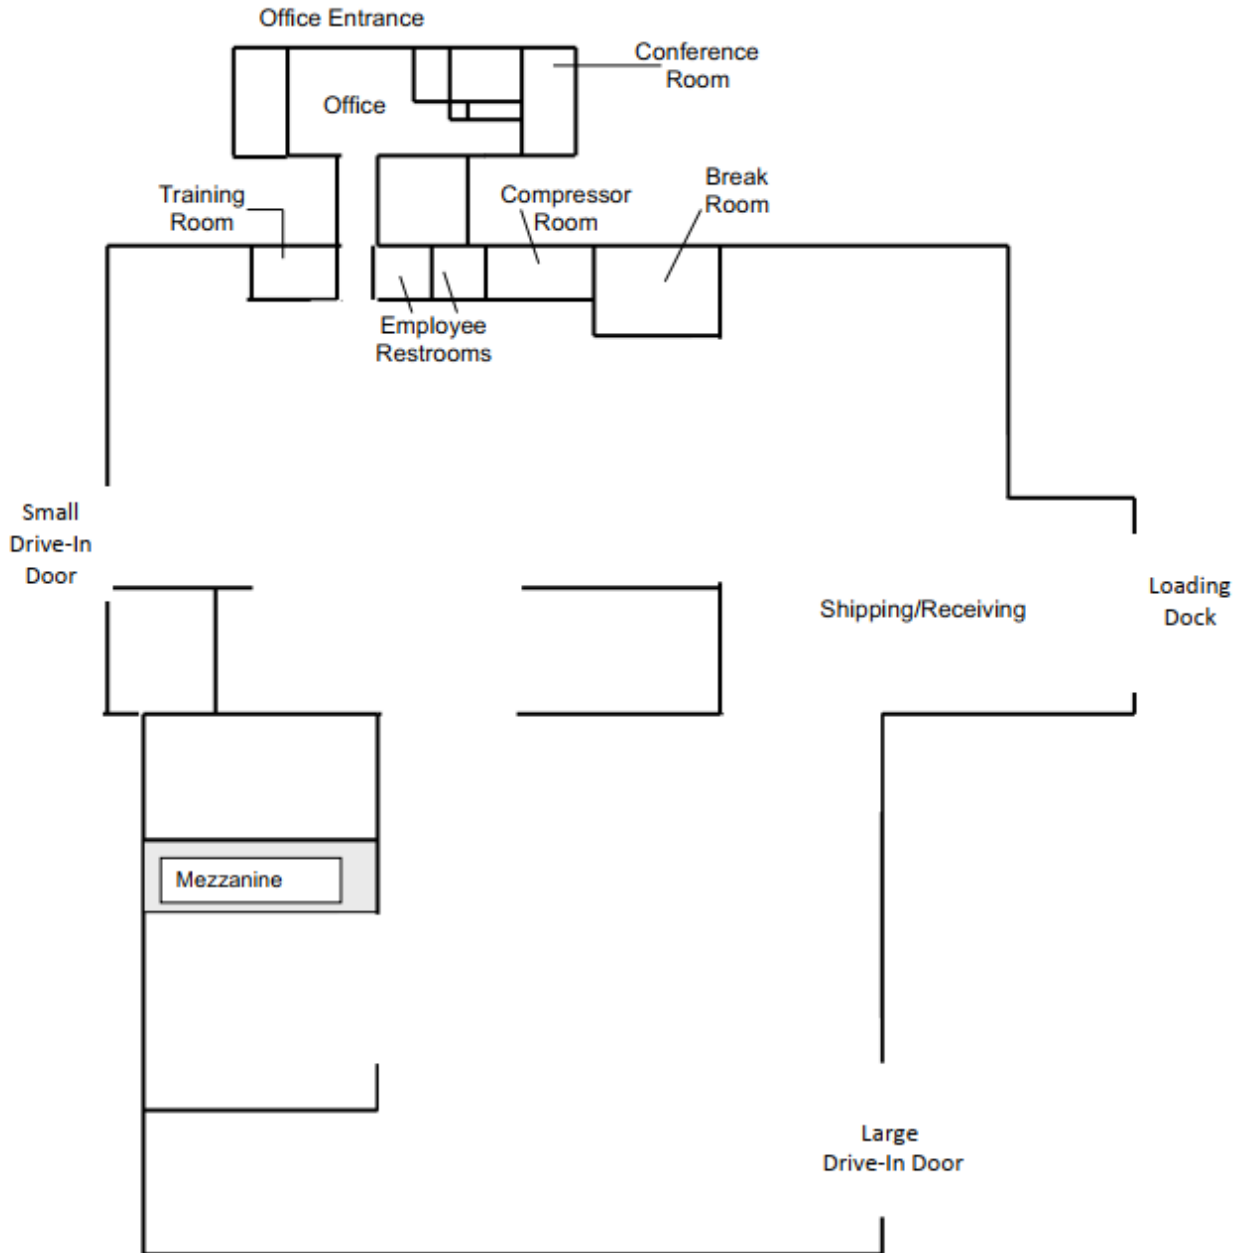 Office Entrance
Conference
Room
Office
Training
Room
Compressor
Room
Break
Room
Employee
Restrooms
Small
Drive-In
Door
Shipping/Receiving
Loading
Dock
Mezzanine
Large
Drive-In Door